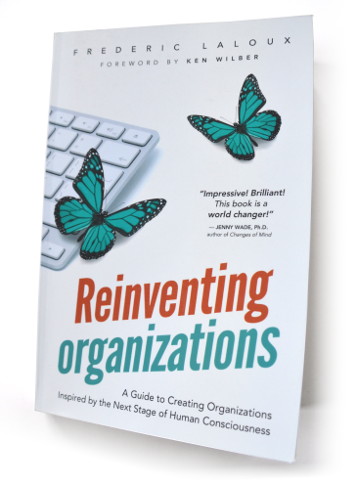 FREDERIC LALOUX
FOREWORD BY KEN WILBER
“Impressive! Brilliant!
This book is a
world changer!”
— JENNY WADE, Ph.D.
author of Changes of Mind
Reinventing
organizations
A Guide to Creating Organizations
Inspired by the Next Stage of Human Consciousness